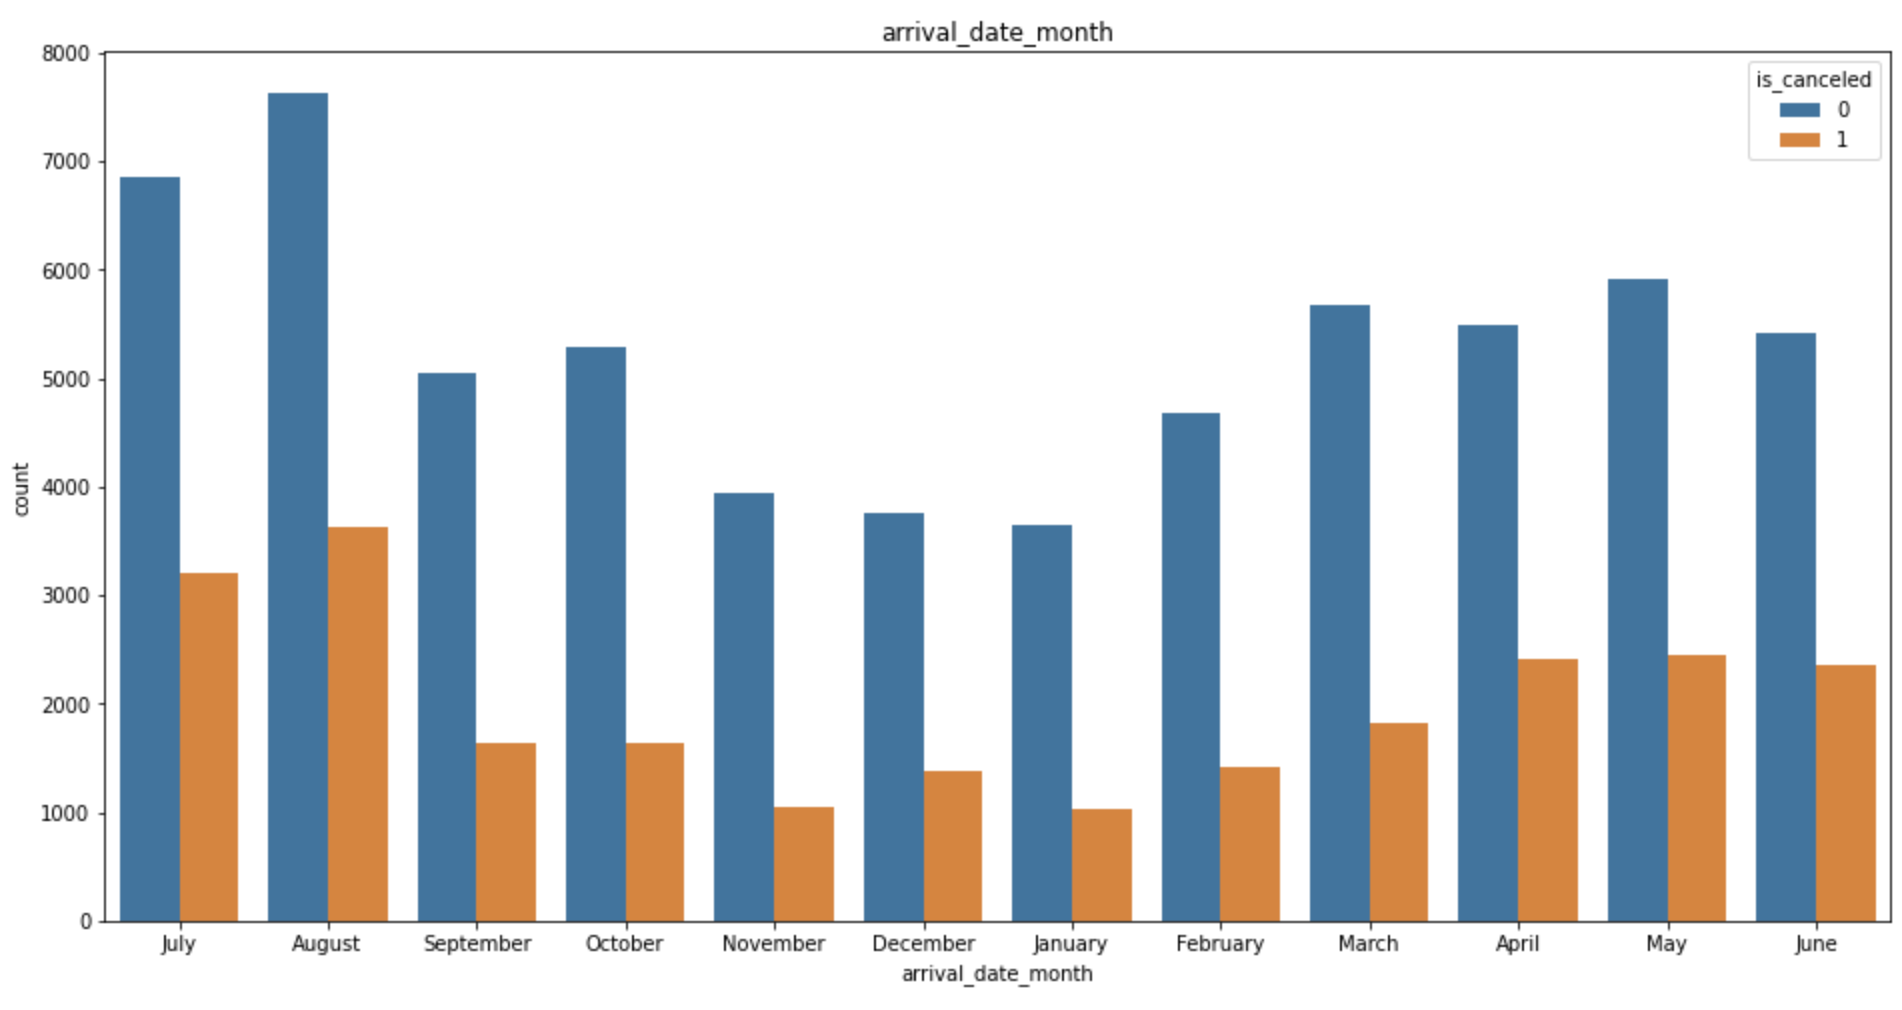 arrival_date_month
is_canceled
0
1
8000
7000
6000
5000
4000
3000
2000
1000
0
count
July August September October November December January February March April May June
arrival_date_month